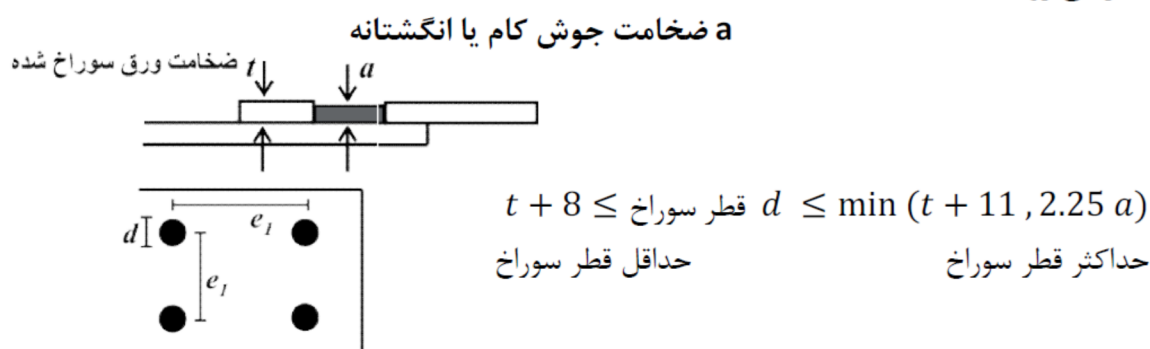 a ضخامت جوش کام یا انگشتانه
ضخامت ورق سوراخ شده t
a
t + 8 ≤ قطر سوراخ d ≤ min (t + 11 , 2.25 a)
حداقل قطر سوراخ
حداکثر قطر سوراخ
d
e₁
e₁